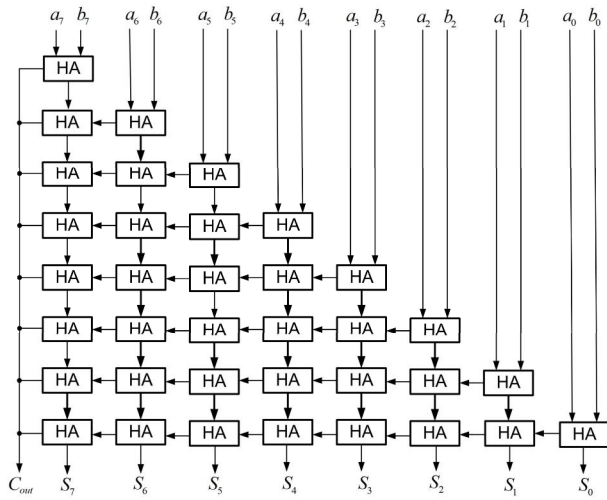 a₇ b₇ a₆ b₆ a₅ b₅ a₄ b₄ a₃ b₃ a₂ b₂ a₁ b₁ a₀ b₀
HA
HA HA
HA HA HA
HA HA HA HA
HA HA HA HA HA
HA HA HA HA HA HA
HA HA HA HA HA HA HA
HA HA HA HA HA HA HA HA
Cₒᵤₜ S₇ S₆ S₅ S₄ S₃ S₂ S₁ S₀